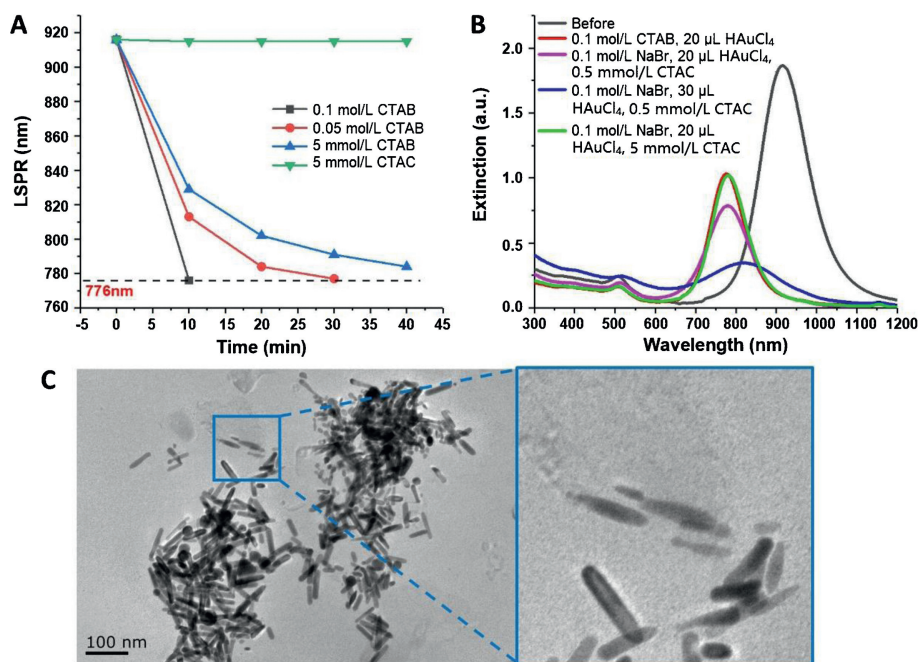 A
LSPR (nm)
920
900
880
860
840
820
800
780
760
776nm
0.1 mol/L CTAB
0.05 mol/L CTAB
5 mmol/L CTAB
5 mmol/L CTAC
-5 0 5 10 15 20 25 30 35 40 45
Time (min)
B
Extinction (a.u.)
2.0
1.5
1.0
0.5
0.0
Before
0.1 mol/L CTAB, 20 μL HAuCl₄
0.1 mol/L NaBr, 20 μL HAuCl₄,
0.5 mmol/L CTAC
0.1 mol/L NaBr, 30 μL
HAuCl₄, 0.5 mmol/L CTAC
0.1 mol/L NaBr, 20 μL
HAuCl₄, 5 mmol/L CTAC
300 400 500 600 700 800 900 1000 1100 1200
Wavelength (nm)
C
100 nm